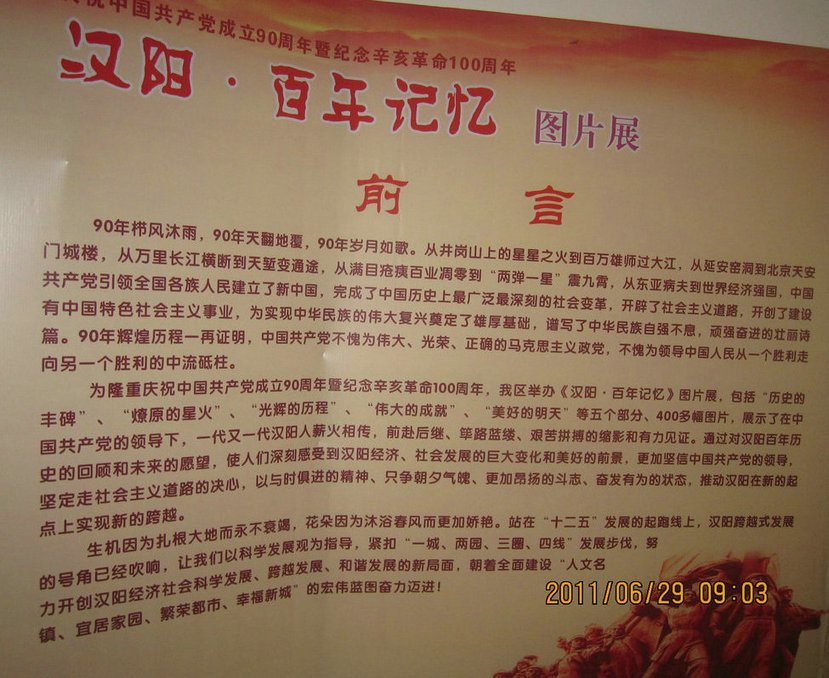 祝中国共产党成立90周年暨纪念辛亥革命100周年
汉阳·百年记忆 图片展
前 言
90年栉风沐雨，90年天翻地覆，90年岁月如歌。从井岗山上的星星之火到百万雄师过大江，从延安窑洞到北京天安
门城楼，从万里长江横断到天堑变通途，从满目疮痍百业凋零到“两弹一星”震九霄，从东亚病夫到世界经济强国，中国
共产党引领全国各族人民建立了新中国，完成了中国历史上最广泛最深刻的社会变革，开辟了社会主义道路，开创了建设
有中国特色社会主义事业，为实现中华民族的伟大复兴奠定了雄厚基础，谱写了中华民族自强不息，顽强奋进的壮丽诗
篇。90年辉煌历程一再证明，中国共产党不愧为伟大、光荣、正确的马克思主义政党，不愧为领导中国人民从一个胜利走
向另一个胜利的中流砥柱。
为隆重庆祝中国共产党成立90周年暨纪念辛亥革命100周年，我区举办《汉阳·百年记忆》图片展，包括“历史的
丰碑”、“燎原的星火”、“光辉的历程”、“伟大的成就”、“美好的明天”等五个部分、400多幅图片，展示了在中
国共产党的领导下，一代又一代汉阳人薪火相传，前赴后继、筚路蓝缕、艰苦拼搏的缩影和有力见证。通过对汉阳百年历
史的回顾和未来的愿望，使人们深刻感受到汉阳经济、社会发展的巨大变化和美好的前景，更加坚信中国共产党的领导，
坚定走社会主义道路的决心，以与时俱进的精神、只争朝夕气魄、更加昂扬的斗志、奋发有为的状态，推动汉阳在新的起
点上实现新的跨越。
生机因为扎根大地而永不衰竭，花朵因为沐浴春风而更加娇艳。站在“十二五”发展的起跑线上，汉阳跨越式发展
的号角已经吹响，让我们以科学发展观为指导，紧扣“一城、两园、三圈、四线”发展步伐，努
力开创汉阳经济社会科学发展、跨越发展、和谐发展的新局面，朝着全面建设“人文名
镇、宜居家园、繁荣都市、幸福新城”的宏伟蓝图奋力迈进！
2011/06/29 09:03